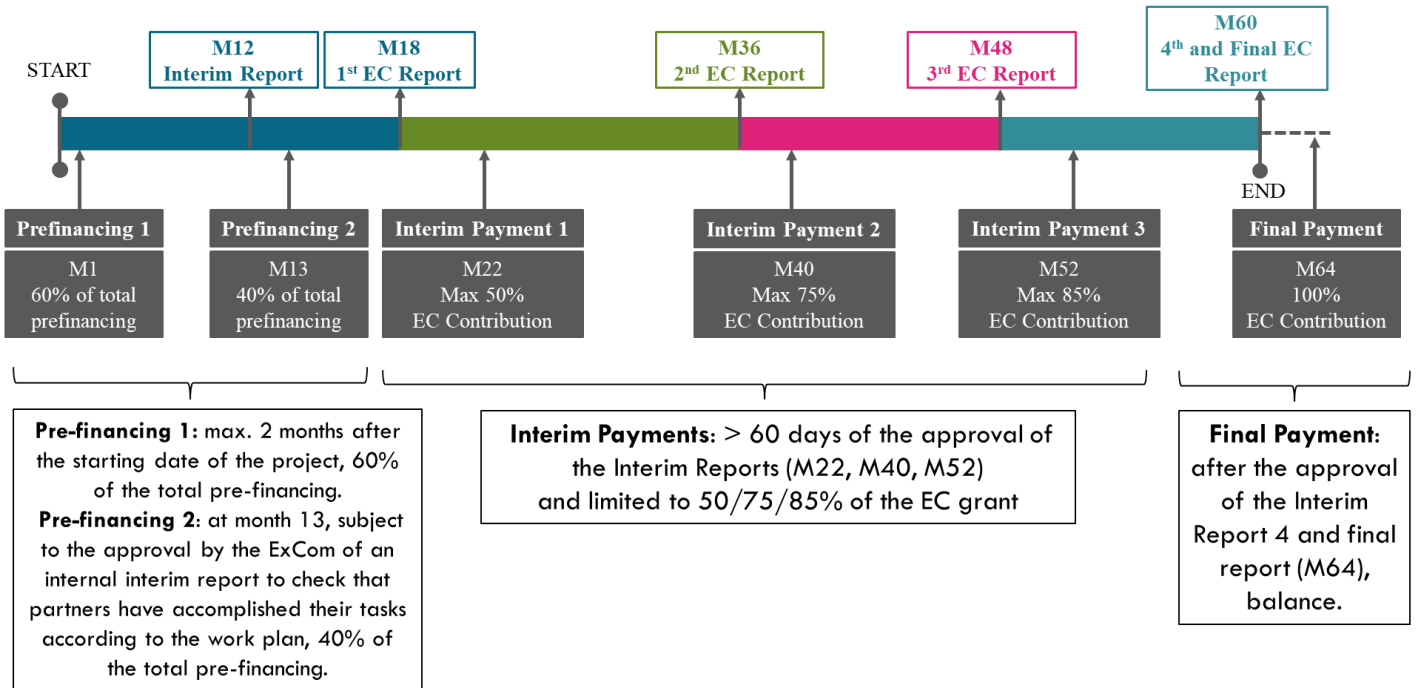 START
M12
Interim Report
M18
1st EC Report
M36
2nd EC Report
M48
3rd EC Report
M60
4th and Final EC
Report
END
Prefinancing 1
M1
60% of total
prefinancing
Prefinancing 2
M13
40% of total
prefinancing
Interim Payment 1
M22
Max 50%
EC Contribution
Interim Payment 2
M40
Max 75%
EC Contribution
Interim Payment 3
M52
Max 85%
EC Contribution
Final Payment
M64
100%
EC Contribution
Pre-financing 1: max. 2 months after
the starting date of the project, 60%
of the total pre-financing.
Pre-financing 2: at month 13, subject
to the approval by the ExCom of an
internal interim report to check that
partners have accomplished their tasks
according to the work plan, 40% of
the total pre-financing.
Interim Payments: > 60 days of the approval of
the Interim Reports (M22, M40, M52)
and limited to 50/75/85% of the EC grant
Final Payment:
after the approval
of the Interim
Report 4 and final
report (M64),
balance.